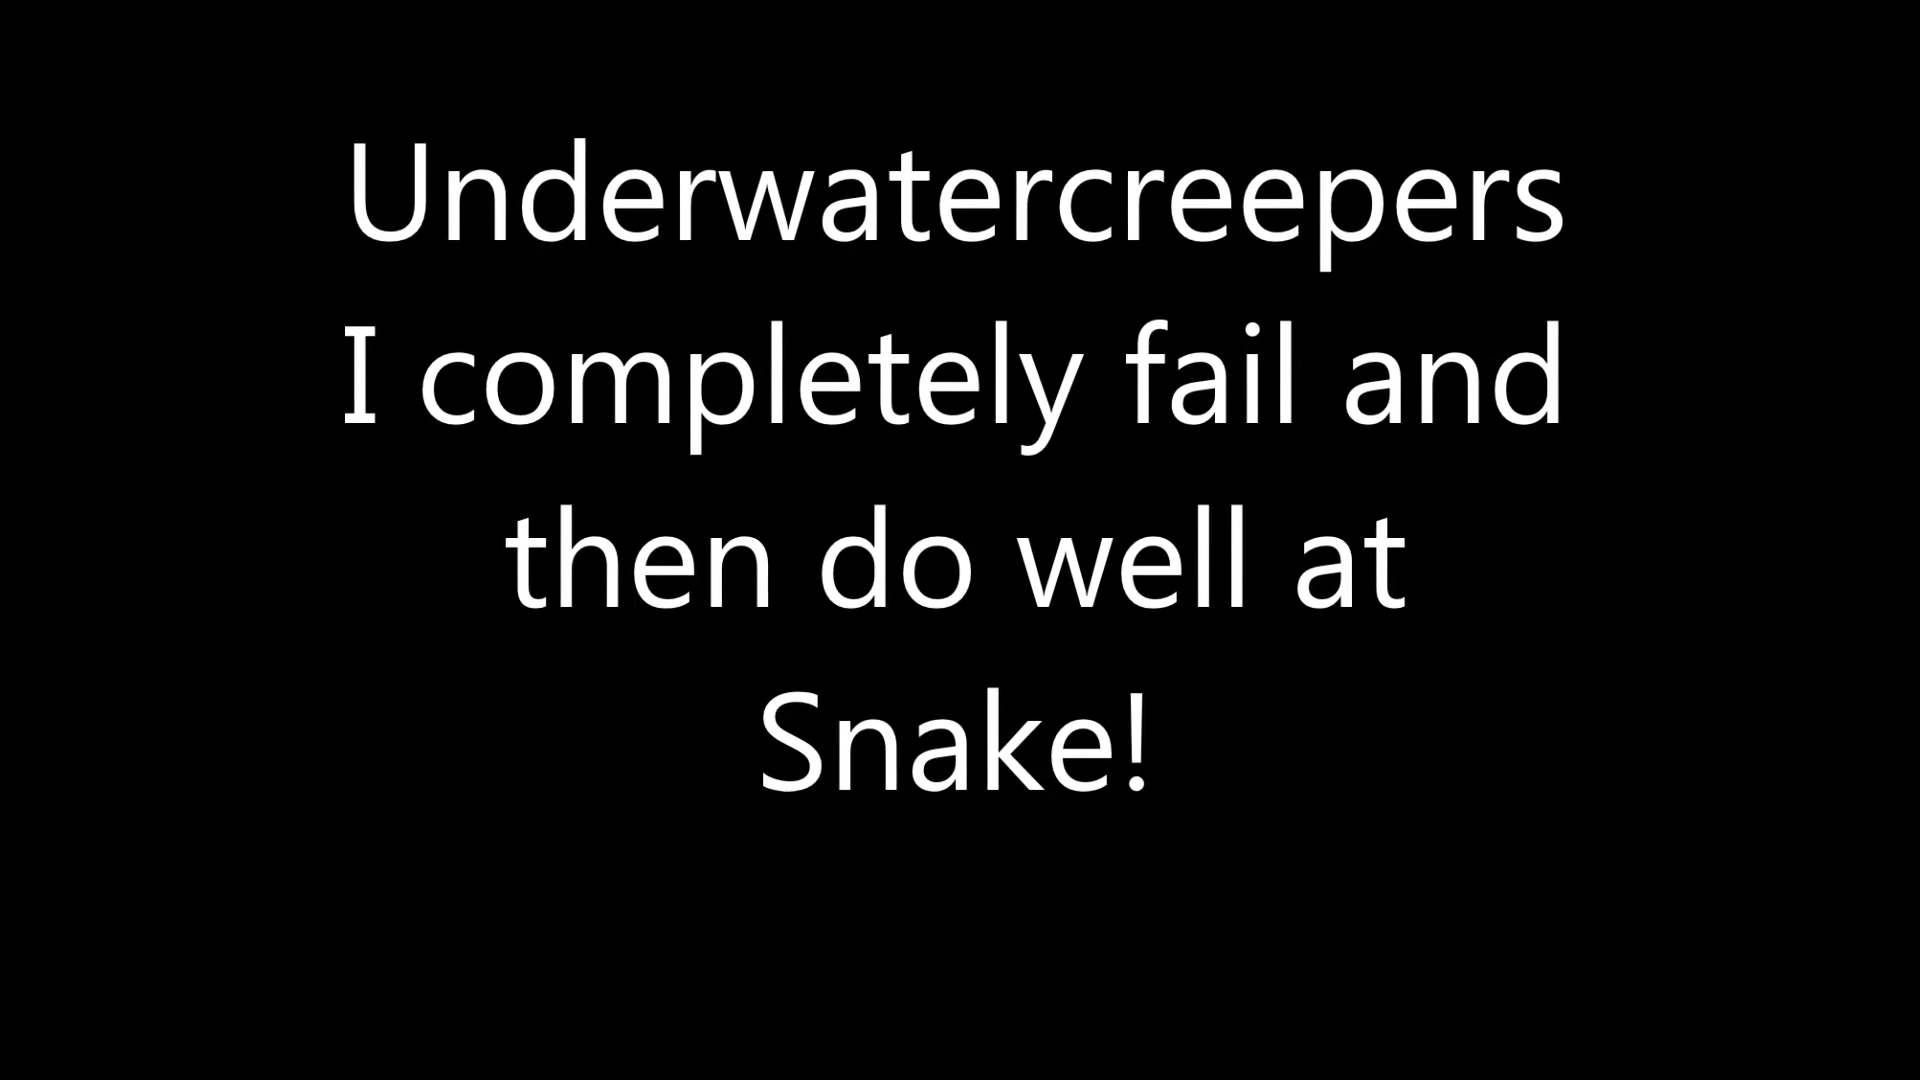 Underwatercreepers
I completely fail and
then do well at
Snake!